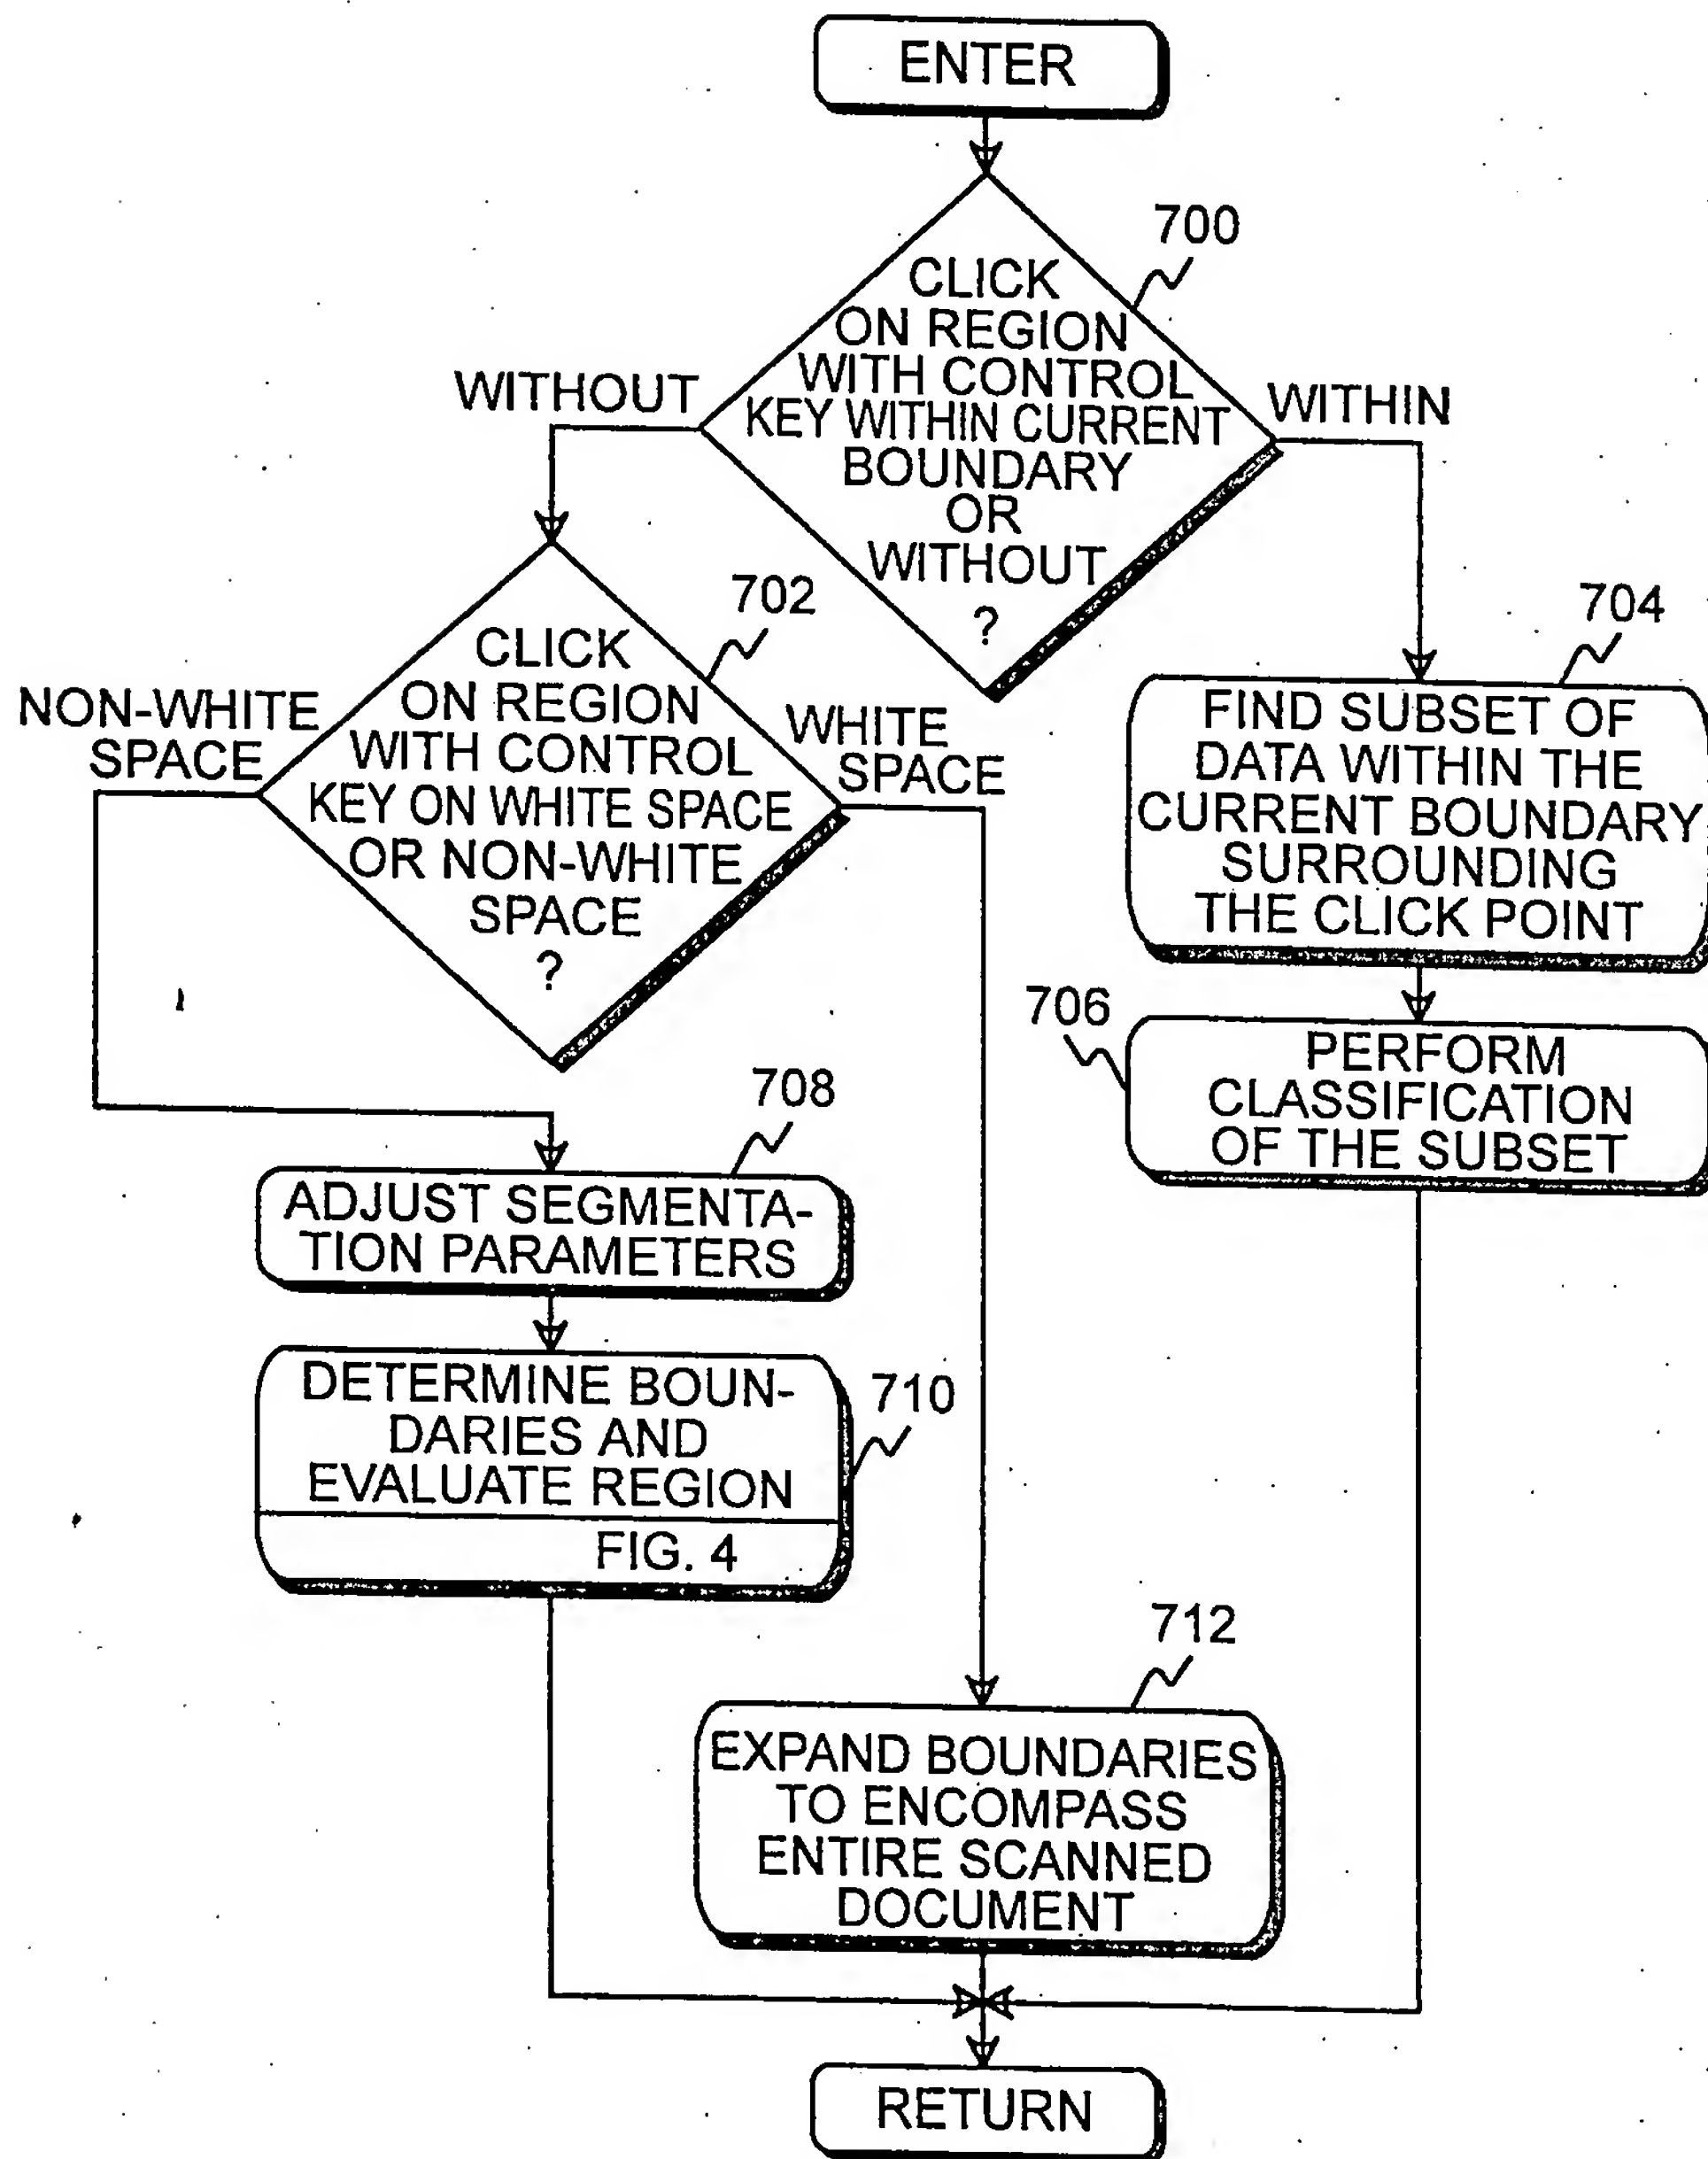 ENTER
700
CLICK
ON REGION
WITH CONTROL
KEY WITHIN CURRENT
BOUNDARY
OR
WITHOUT
?
WITHOUT
WITHIN
702
CLICK
ON REGION
WITH CONTROL
KEY ON WHITE SPACE
OR NON-WHITE
SPACE
?
NON-WHITE
SPACE
WHITE
SPACE
704
FIND SUBSET OF
DATA WITHIN THE
CURRENT BOUNDARY
SURROUNDING
THE CLICK POINT
706
PERFORM
CLASSIFICATION
OF THE SUBSET
708
ADJUST SEGMENTA-
TION PARAMETERS
710
DETERMINE BOUN-
DARIES AND
EVALUATE REGION
FIG. 4
712
EXPAND BOUNDARIES
TO ENCOMPASS
ENTIRE SCANNED
DOCUMENT
RETURN